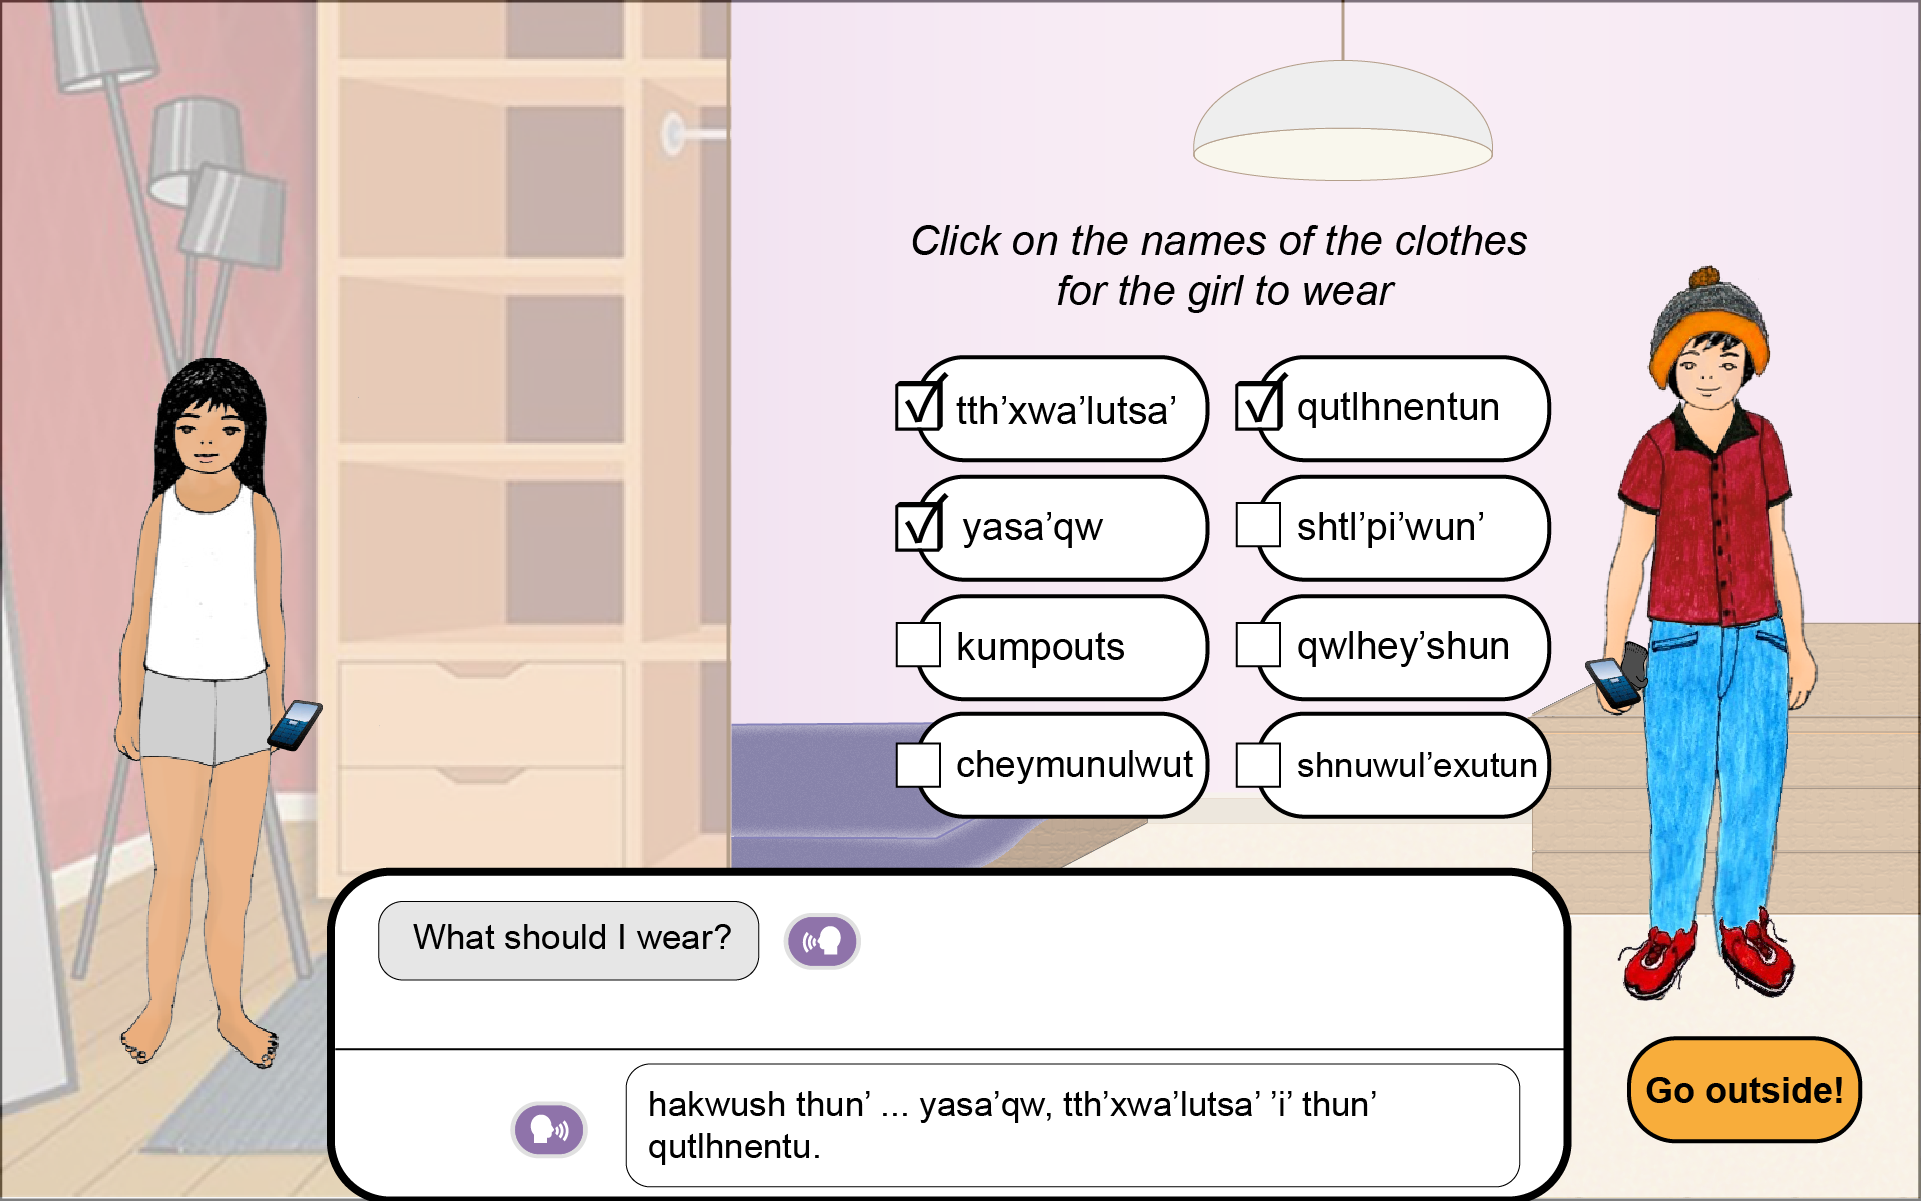 Click on the names of the clothes
for the girl to wear
tth’xwa’lutsa’
qutlhnentun
yasa’qw
shtl’pi’wun’
kumpouts
qwlhey’shun
cheymunulwut
shnuwul’exutun
What should I wear?
hakwush thun’ ... yasa’qw, tth’xwa’lutsa’ ’i’ thun’
qutlhnentu.
Go outside!